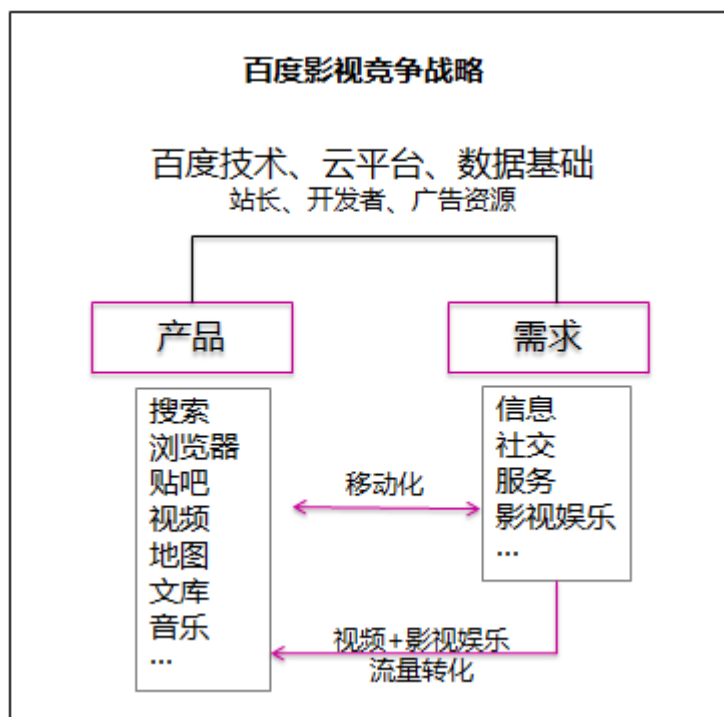 百度影视竞争战略
百度技术、云平台、数据基础
站长、开发者、广告资源
产品
需求
搜索
浏览器
贴吧
视频
地图
文库
音乐
...
移动化
信息
社交
服务
影视娱乐
...
视频+影视娱乐
流量转化